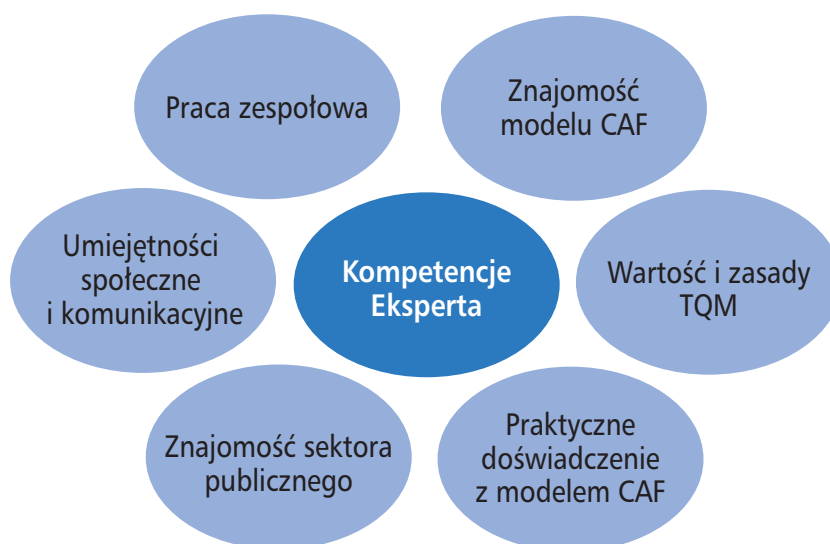 Praca zespołowa
Znajomość
modelu CAF
Umiejętności
społeczne
i komunikacyjne
Kompetencje
Eksperta
Wartość i zasady
TQM
Znajomość sektora
publicznego
Praktyczne
doświadczenie
z modelem CAF